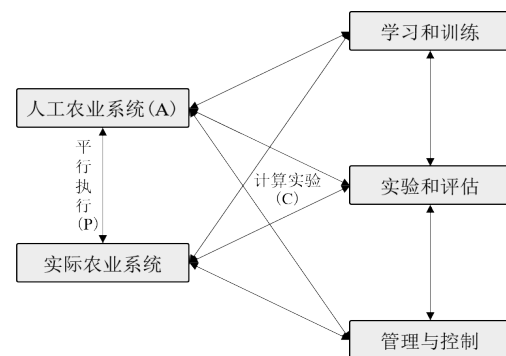 学习和训练
人工农业系统(A)
平
行
执
行
(P)
计算实验
(C)
实验和评估
实际农业系统
管理与控制